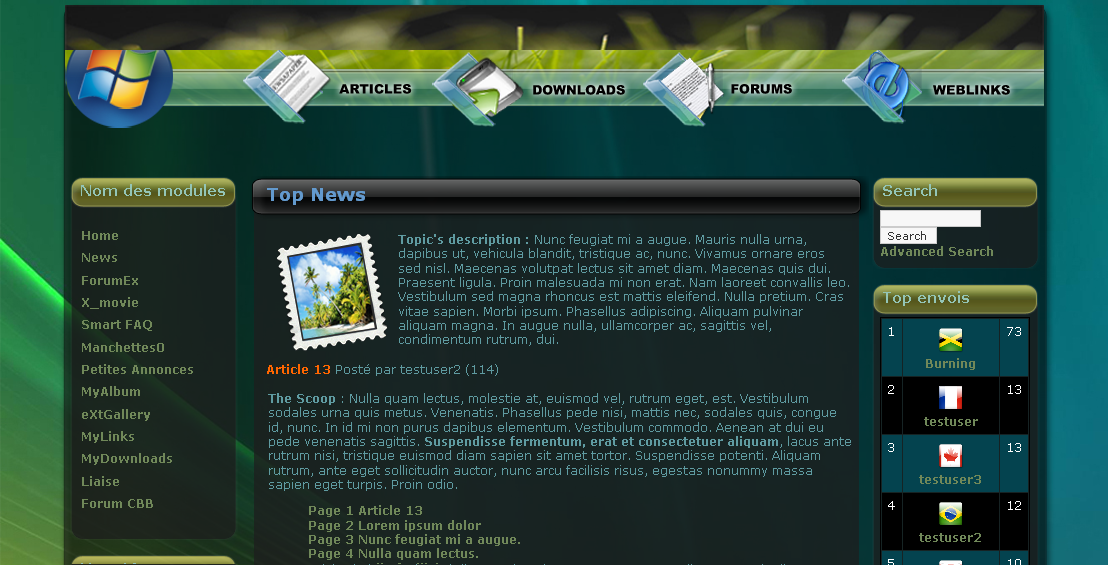 ARTICLES
DOWNLOADS
FORUMS
WEBLINKS
Nom des modules
Home
News
ForumEx
X_movie
Smart FAQ
Manchettes0
Petites Annonces
MyAlbum
eXtGallery
MyLinks
MyDownloads
Liaise
Forum CBB
Top News
Topic's description : Nunc feugiat mi a augue. Mauris nulla urna,
dapibus ut, vehicula blandit, tristique ac, nunc. Vivamus ornare eros
sed nisl. Maecenas volutpat lectus sit amet diam. Maecenas quis dui.
Praesent ligula. Proin malesuada mi non erat. Nam laoreet convallis leo.
Vestibulum sed magna rhoncus est mattis eleifend. Nulla pretium. Cras
vitae sapien. Morbi ipsum. Phasellus adipiscing. Aliquam pulvinar
aliquam magna. In augue nulla, ullamcorper ac, sagittis vel,
condimentum rutrum, dui.
Article 13 Posté par testuser2 (114)
The Scoop : Nulla quam lectus, molestie at, euismod vel, rutrum eget, est. Vestibulum
sodales urna quis metus. Venenatis. Phasellus pede nisi, mattis nec, sodales quis, congue
id, nunc. In id mi non purus dapibus elementum. Vestibulum commodo. Aenean at dui eu
pede venenatis sagittis. Suspendisse fermentum, erat et consectetuer aliquam, lacus ante
rutrum nisi, tristique euismod diam sapien sit amet tortor. Suspendisse potenti. Aliquam
rutrum, ante eget sollicitudin auctor, nunc arcu facilisis risus, egestas nonummy massa
sapien eget turpis. Proin odio.
Page 1 Article 13
Page 2 Lorem ipsum dolor
Page 3 Nunc feugiat mi a augue.
Page 4 Nulla quam lectus.
Search
Search
Advanced Search
Top envois
1 Burning 73
2 testuser 13
3 testuser3 13
4 testuser2 12
5 10